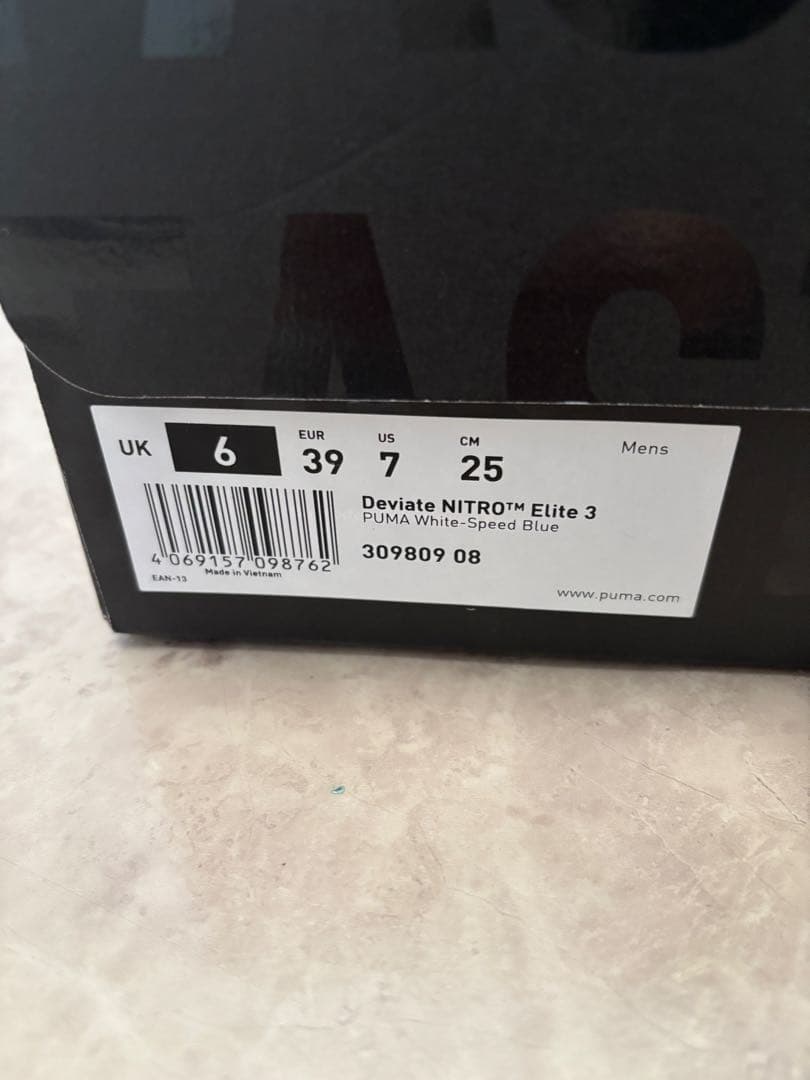 FAS
UK 6 EUR 39 US 7 CM 25 Mens
Deviate NITRO™ Elite 3
PUMA White-Speed Blue
309809 08
4 069157 098762
EAN-13 Made in Vietnam
www.puma.com